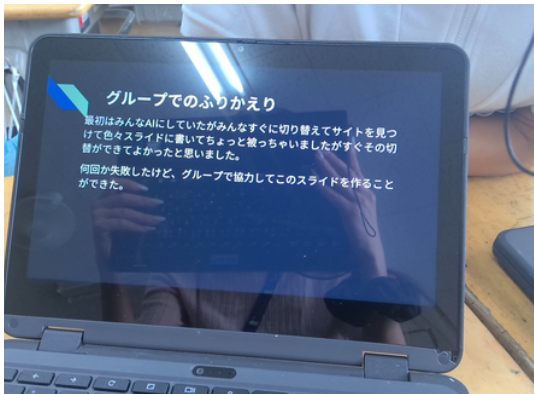 グループでのふりかえり
最初はみんなAIにしていたがみんなすぐに切り替えてサイトを見つ
けて色々スライドに書いてちょっと被っちゃいましたがすぐその切
替ができてよかったと思いました。
何回か失敗したけど、グループで協力してこのスライドを作ること
ができた。